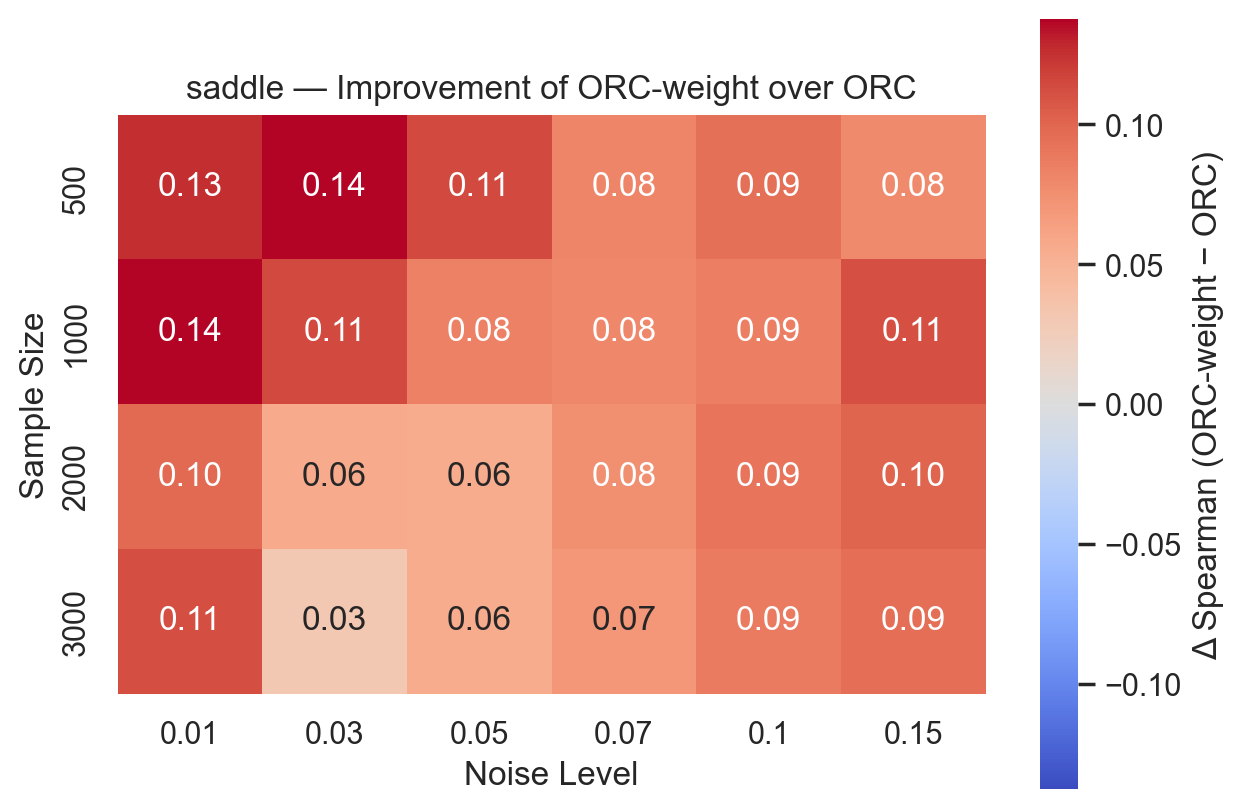 saddle — Improvement of ORC-weight over ORC
0.13 0.14 0.11 0.08 0.09 0.08
0.14 0.11 0.08 0.08 0.09 0.11
0.10 0.06 0.06 0.08 0.09 0.10
0.11 0.03 0.06 0.07 0.09 0.09
500
1000
2000
3000
Sample Size
0.01 0.03 0.05 0.07 0.1 0.15
Noise Level
0.10
0.05
0.00
−0.05
−0.10
Δ Spearman (ORC-weight − ORC)